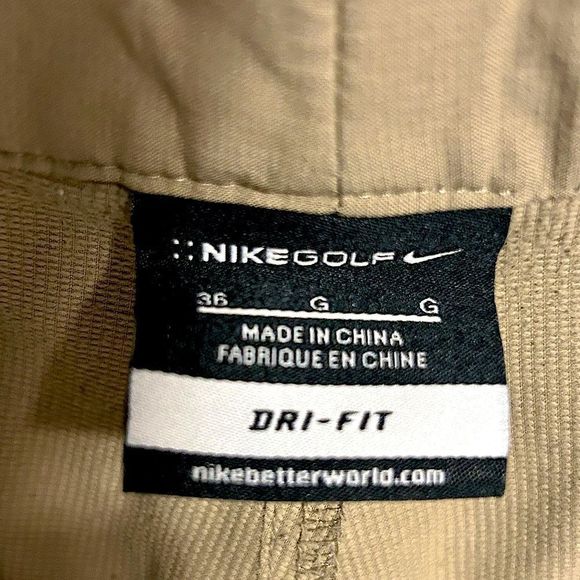 NIKEGOLF
36 G G
MADE IN CHINA
FABRIQUE EN CHINE
DRI-FIT
nikebetterworld.com